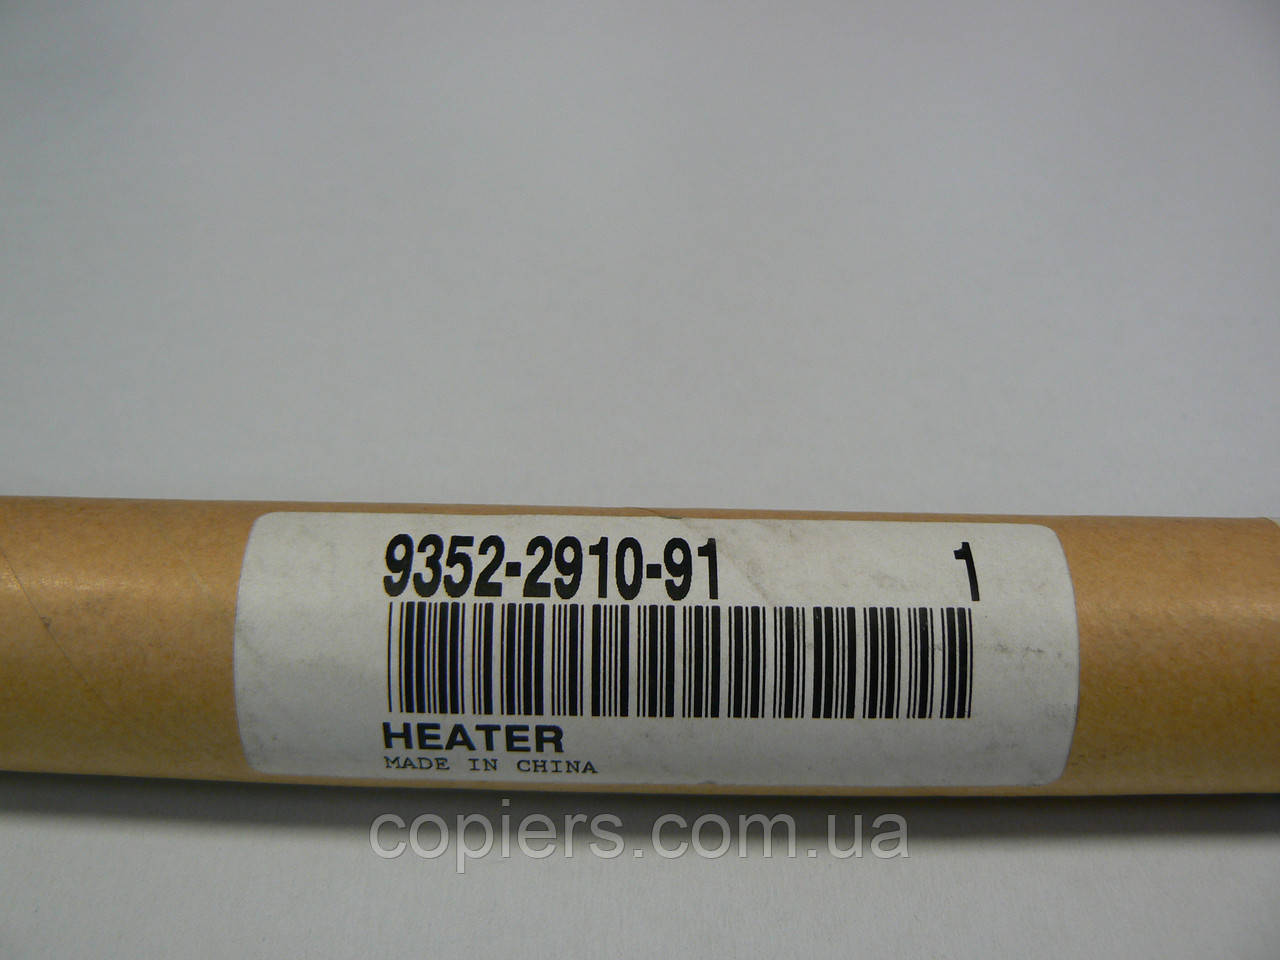 9352-2910-91 1
HEATER
MADE IN CHINA
copiers.com.ua